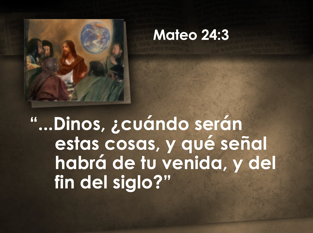 Mateo 24:3
“...Dinos, ¿cuándo serán
estas cosas, y qué señal
habrá de tu venida, y del
fin del siglo?”